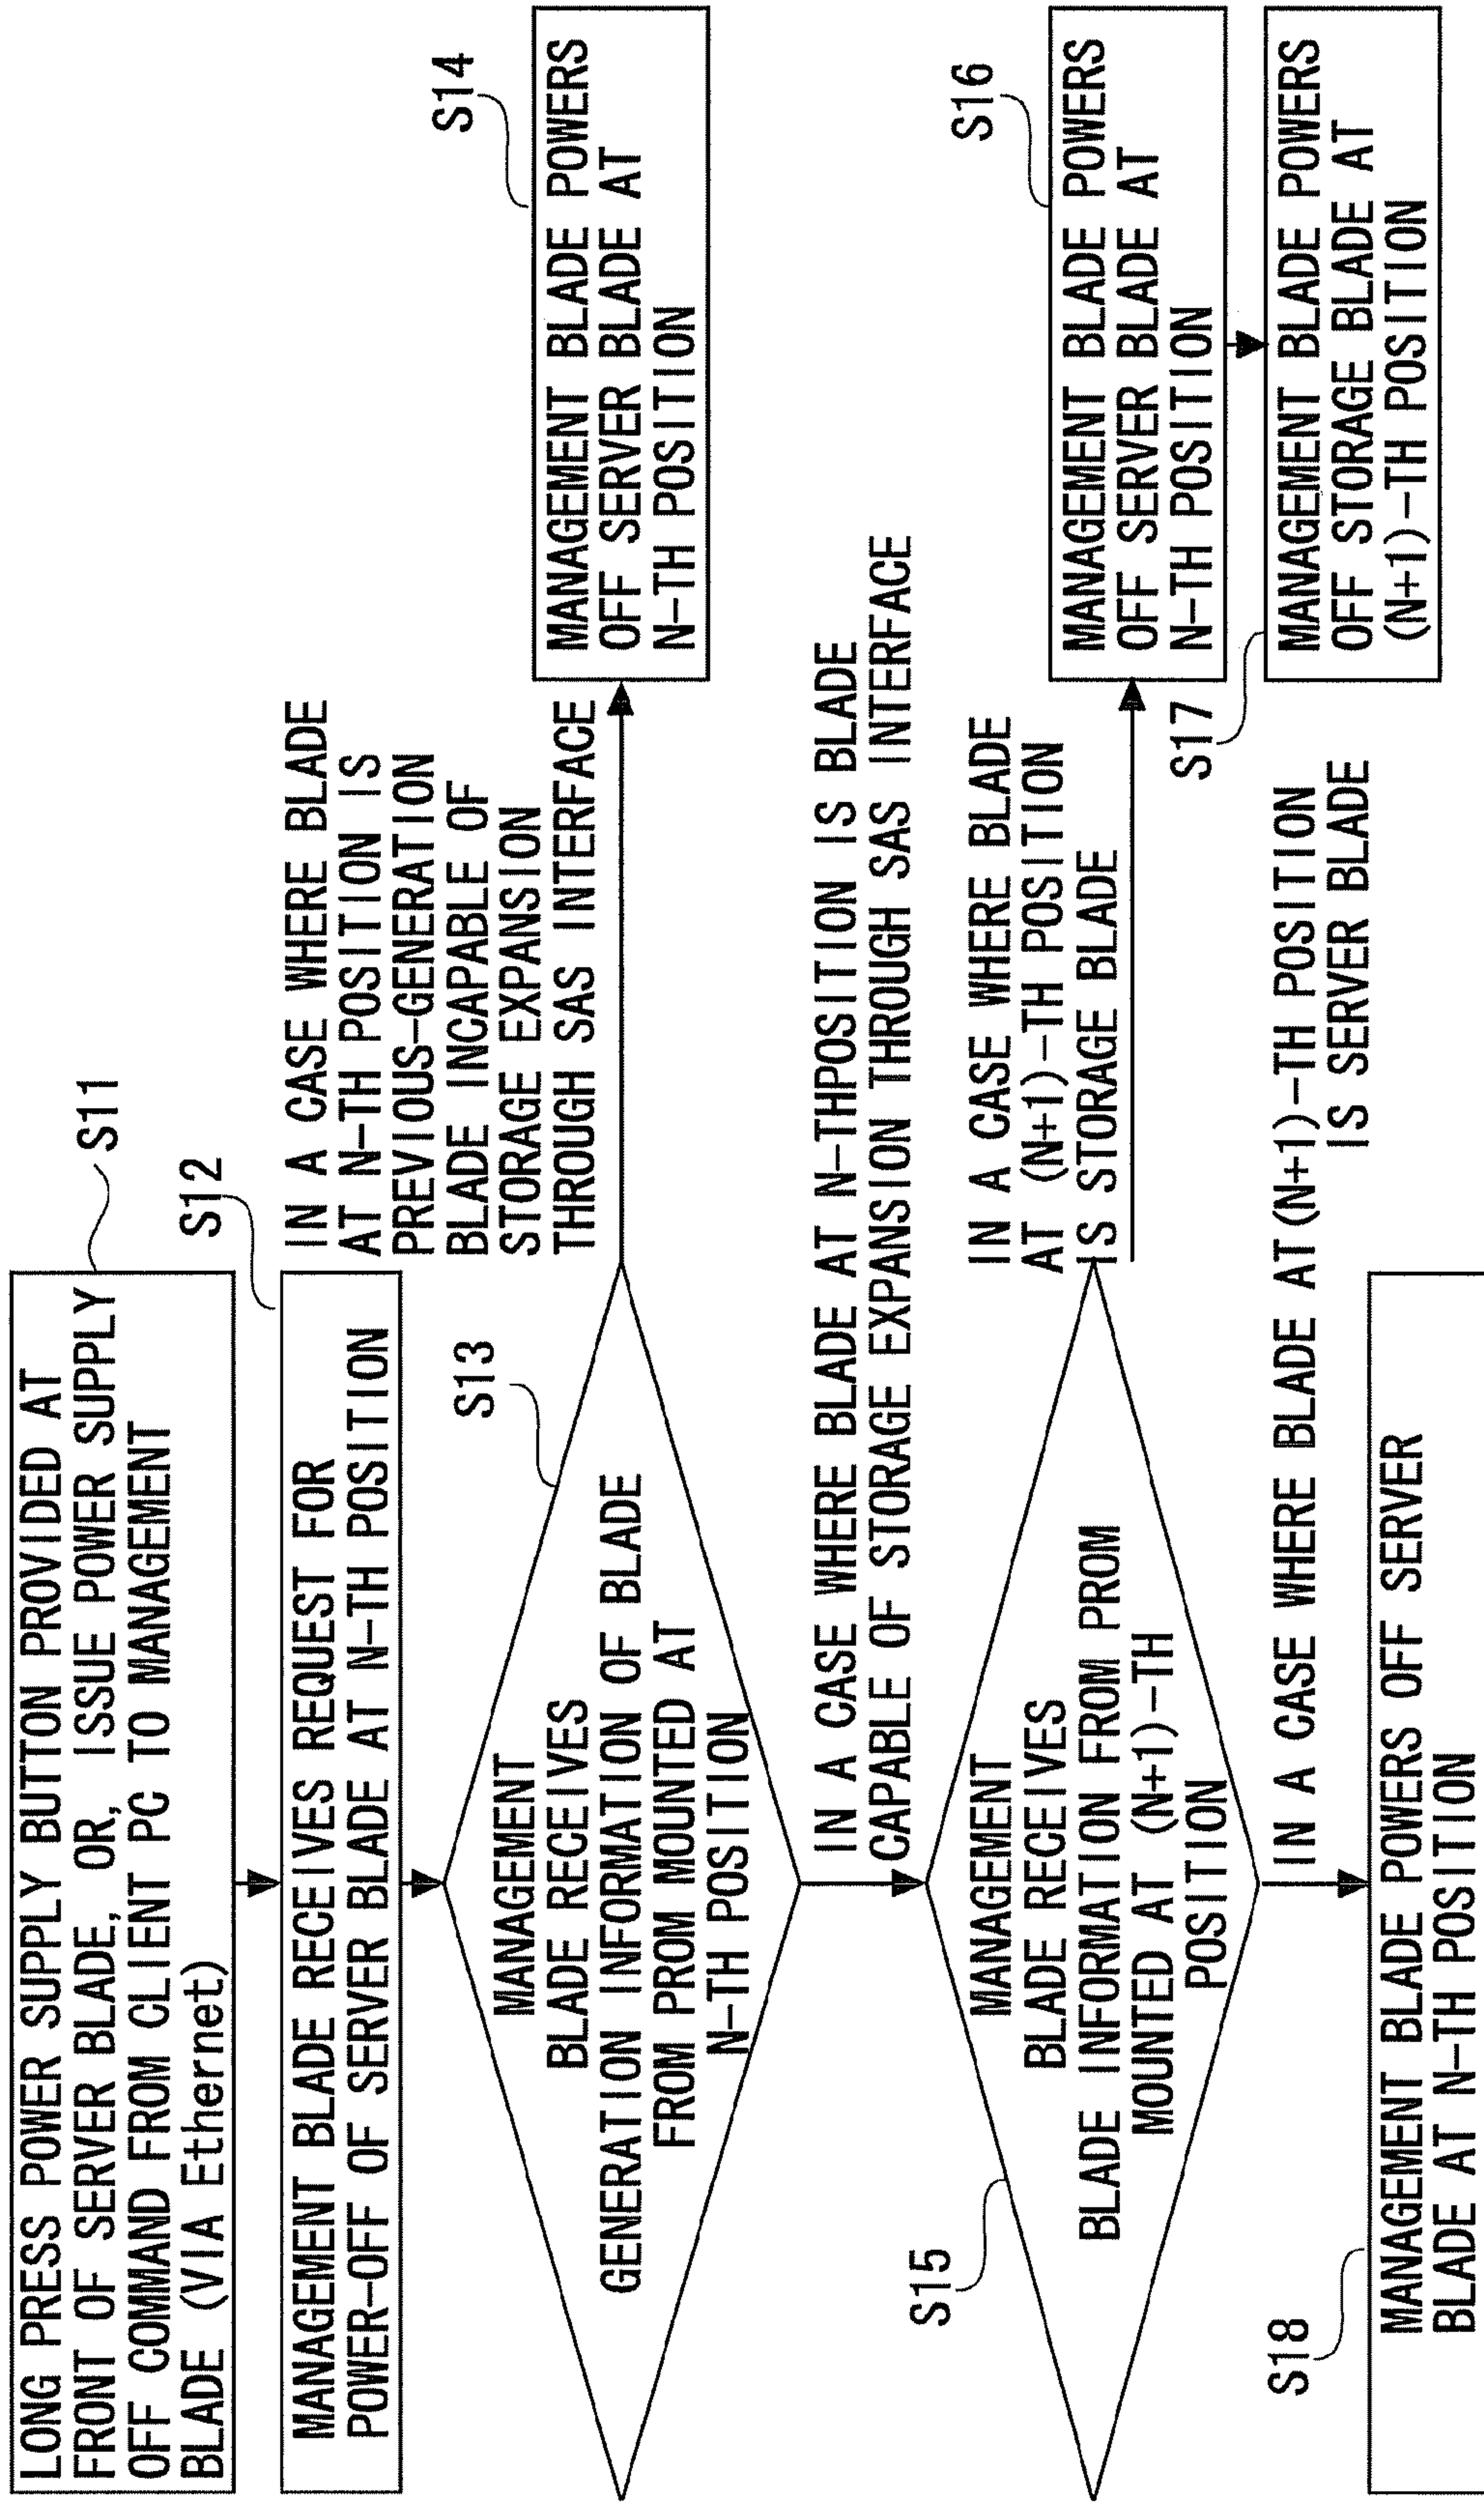 LONG PRESS POWER SUPPLY BUTTON PROVIDED AT
FRONT OF SERVER BLADE, OR, ISSUE POWER SUPPLY
OFF COMMAND FROM CLIENT PC TO MANAGEMENT
BLADE (VIA Ethernet)
S11
S12
MANAGEMENT BLADE RECEIVES REQUEST FOR
POWER-OFF OF SERVER BLADE AT N-TH POSITION
S13
MANAGEMENT
BLADE RECEIVES
GENERATION INFORMATION OF BLADE
FROM PROM MOUNTED AT
N-TH POSITION
IN A CASE WHERE BLADE
AT N-TH POSITION IS
PREVIOUS-GENERATION
BLADE INCAPABLE OF
STORAGE EXPANSION
THROUGH SAS INTERFACE
S14
MANAGEMENT BLADE POWERS
OFF SERVER BLADE AT
N-TH POSITION
IN A CASE WHERE BLADE AT N-THPOSITION IS BLADE
CAPABLE OF STORAGE EXPANSION THROUGH SAS INTERFACE
S15
MANAGEMENT
BLADE RECEIVES
BLADE INFORMATION FROM PROM
MOUNTED AT (N+1)-TH
POSITION
IN A CASE WHERE BLADE
AT (N+1)-TH POSITION
IS STORAGE BLADE
S16
MANAGEMENT BLADE POWERS
OFF SERVER BLADE AT
N-TH POSITION
S17
MANAGEMENT BLADE POWERS
OFF STORAGE BLADE AT
(N+1)-TH POSITION
IN A CASE WHERE BLADE AT(N+1)-TH POSITION
IS SERVER BLADE
S18
MANAGEMENT BLADE POWERS OFF SERVER
BLADE AT N-TH POSITION